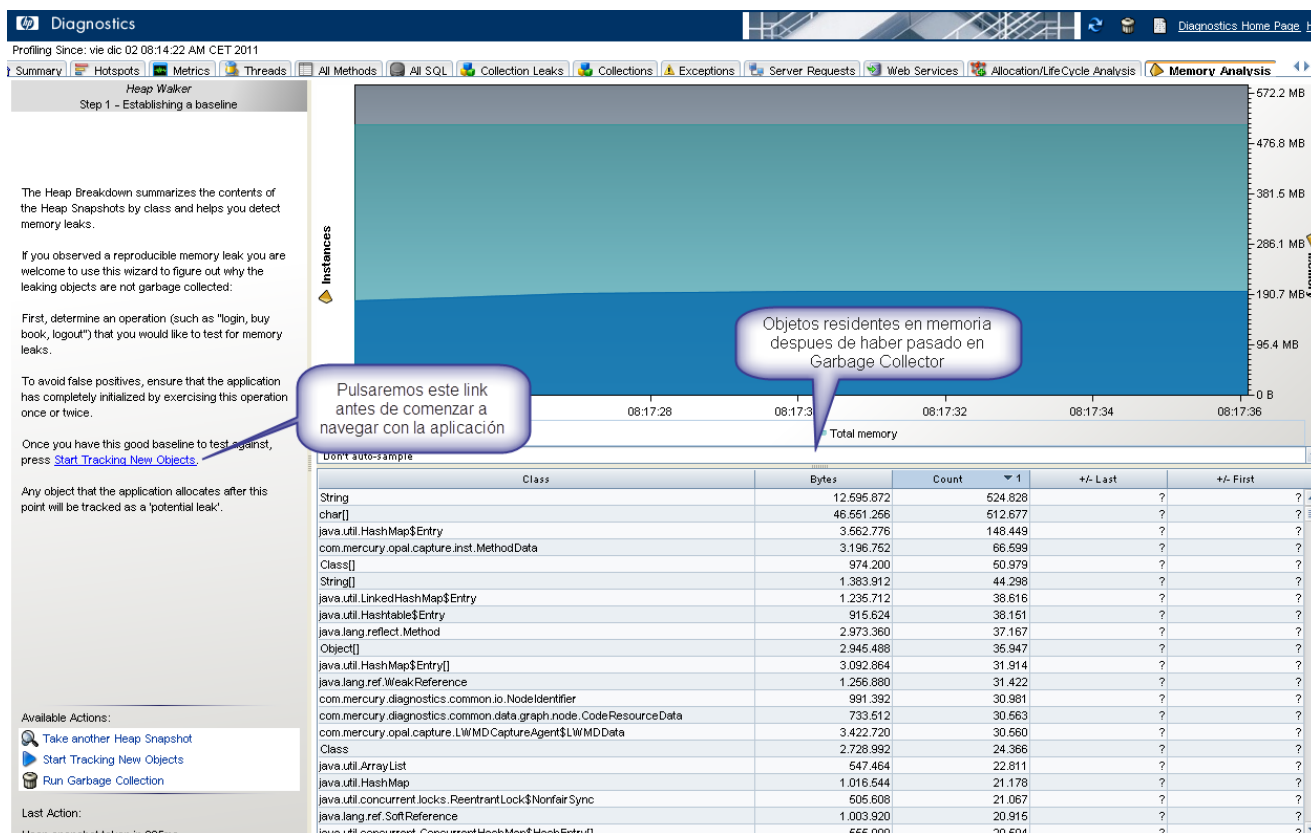 hp Diagnostics
Diagnostics Home Page
Profiling Since: vie dic 02 08:14:22 AM CET 2011
Summary Hotspots Metrics Threads All Methods All SQL Collection Leaks Collections Exceptions Server Requests Web Services Allocation/LifeCycle Analysis Memory Analysis
Heap Walker
Step 1 - Establishing a baseline
The Heap Breakdown summarizes the contents of
the Heap Snapshots by class and helps you detect
memory leaks.
If you observed a reproducible memory leak you are
welcome to use this wizard to figure out why the
leaking objects are not garbage collected:
First, determine an operation (such as "login, buy
book, logout") that you would like to test for memory
leaks.
To avoid false positives, ensure that the application
has completely initialized by exercising this operation
once or twice.
Once you have this good baseline to test against,
press Start Tracking New Objects.
Any object that the application allocates after this
point will be tracked as a 'potential leak'.
Available Actions:
Take another Heap Snapshot
Start Tracking New Objects
Run Garbage Collection
Last Action:
Pulsaremos este link
antes de comenzar a
navegar con la aplicación
Instances
572.2 MB
476.8 MB
381.5 MB
286.1 MB
190.7 MB
95.4 MB
0 B
Objetos residentes en memoria
despues de haber pasado en
Garbage Collector
08:17:28 08:17:3 08:17:32 08:17:34 08:17:36
Total memory
Don't auto-sample
Class Bytes Count 1 +/- Last +/- First
String 12.595.872 524.828 ? ?
char[] 46.551.256 512.677 ? ?
java.util.HashMap$Entry 3.562.776 148.449 ? ?
com.mercury.opal.capture.inst.MethodData 3.196.752 66.599 ? ?
Class[] 974.200 50.979 ? ?
String[] 1.383.912 44.298 ? ?
java.util.LinkedHashMap$Entry 1.235.712 38.616 ? ?
java.util.Hashtable$Entry 915.624 38.151 ? ?
java.lang.reflect.Method 2.973.360 37.167 ? ?
Object[] 2.945.488 35.947 ? ?
java.util.HashMap$Entry[] 3.092.864 31.914 ? ?
java.lang.ref.WeakReference 1.256.880 31.422 ? ?
com.mercury.diagnostics.common.io.NodeIdentifier 991.392 30.981 ? ?
com.mercury.diagnostics.common.data.graph.node.CodeResourceData 733.512 30.563 ? ?
com.mercury.opal.capture.LWMDCaptureAgent$LWMDData 3.422.720 30.560 ? ?
Class 2.728.992 24.366 ? ?
java.util.ArrayList 547.464 22.811 ? ?
java.util.HashMap 1.016.544 21.178 ? ?
java.util.concurrent.locks.ReentrantLock$NonfairSync 505.608 21.067 ? ?
java.lang.ref.SoftReference 1.003.920 20.915 ? ?